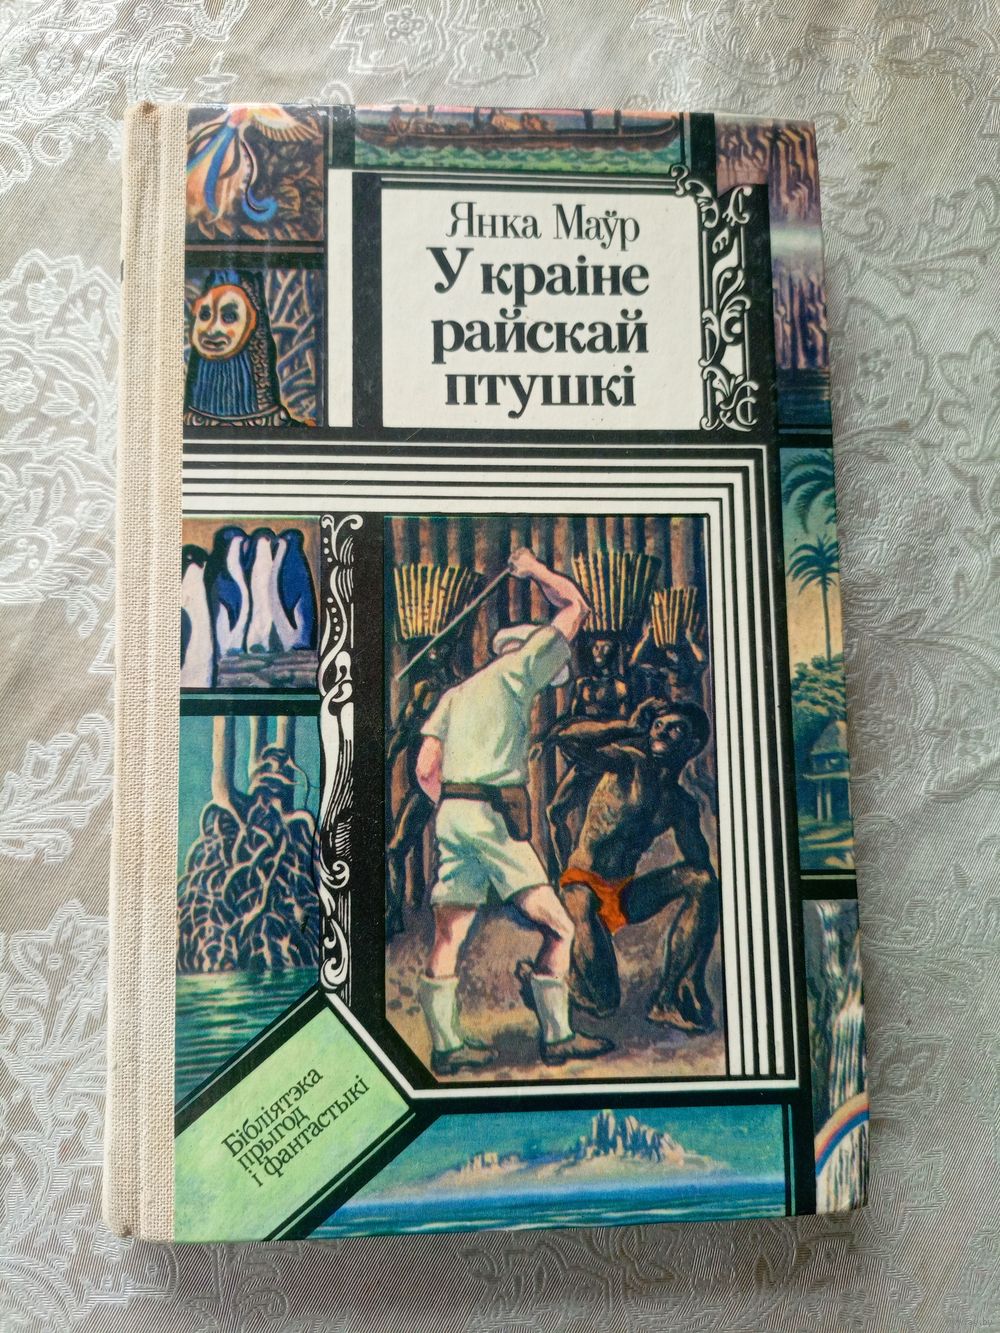 Янка Маўр
У краіне
райскай
птушкі
Бібліятэка
прыгод
і фантастыкі